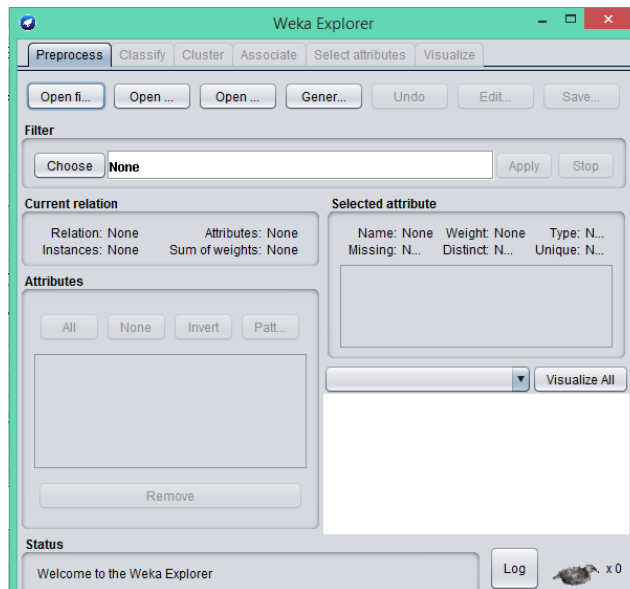 Weka Explorer
Preprocess Classify Cluster Associate Select attributes Visualize
Open fi... Open ... Open ... Gener... Undo Edit... Save...
Filter
Choose None Apply Stop
Current relation
Relation: None Attributes: None
Instances: None Sum of weights: None
Selected attribute
Name: None Weight: None Type: N...
Missing: N... Distinct: N... Unique: N...
Attributes
All None Invert Patt...
Remove
Visualize All
Status
Welcome to the Weka Explorer
Log x 0